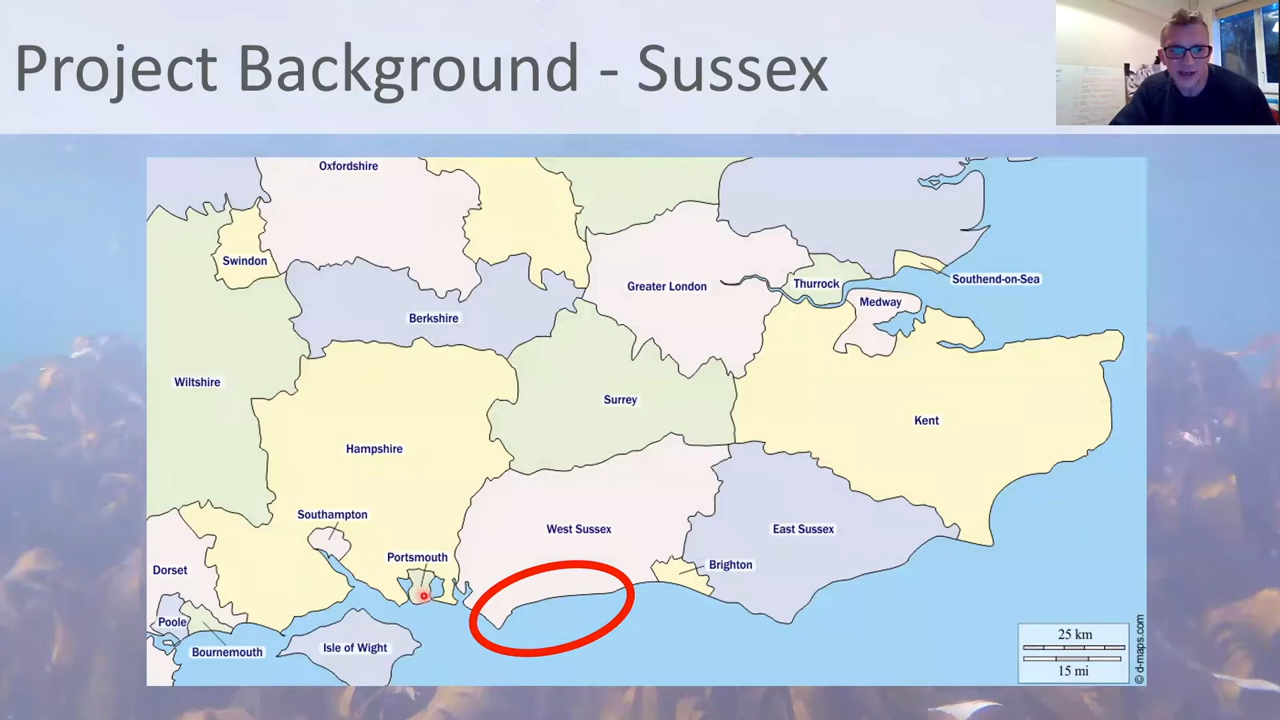 Project Background - Sussex
Oxfordshire
Swindon
Greater London
Thurrock
Southend-on-Sea
Medway
Berkshire
Wiltshire
Surrey
Kent
Hampshire
Southampton
West Sussex
East Sussex
Portsmouth
Brighton
Dorset
Poole
Bournemouth
Isle of Wight
25 km
15 mi
© d-maps.com